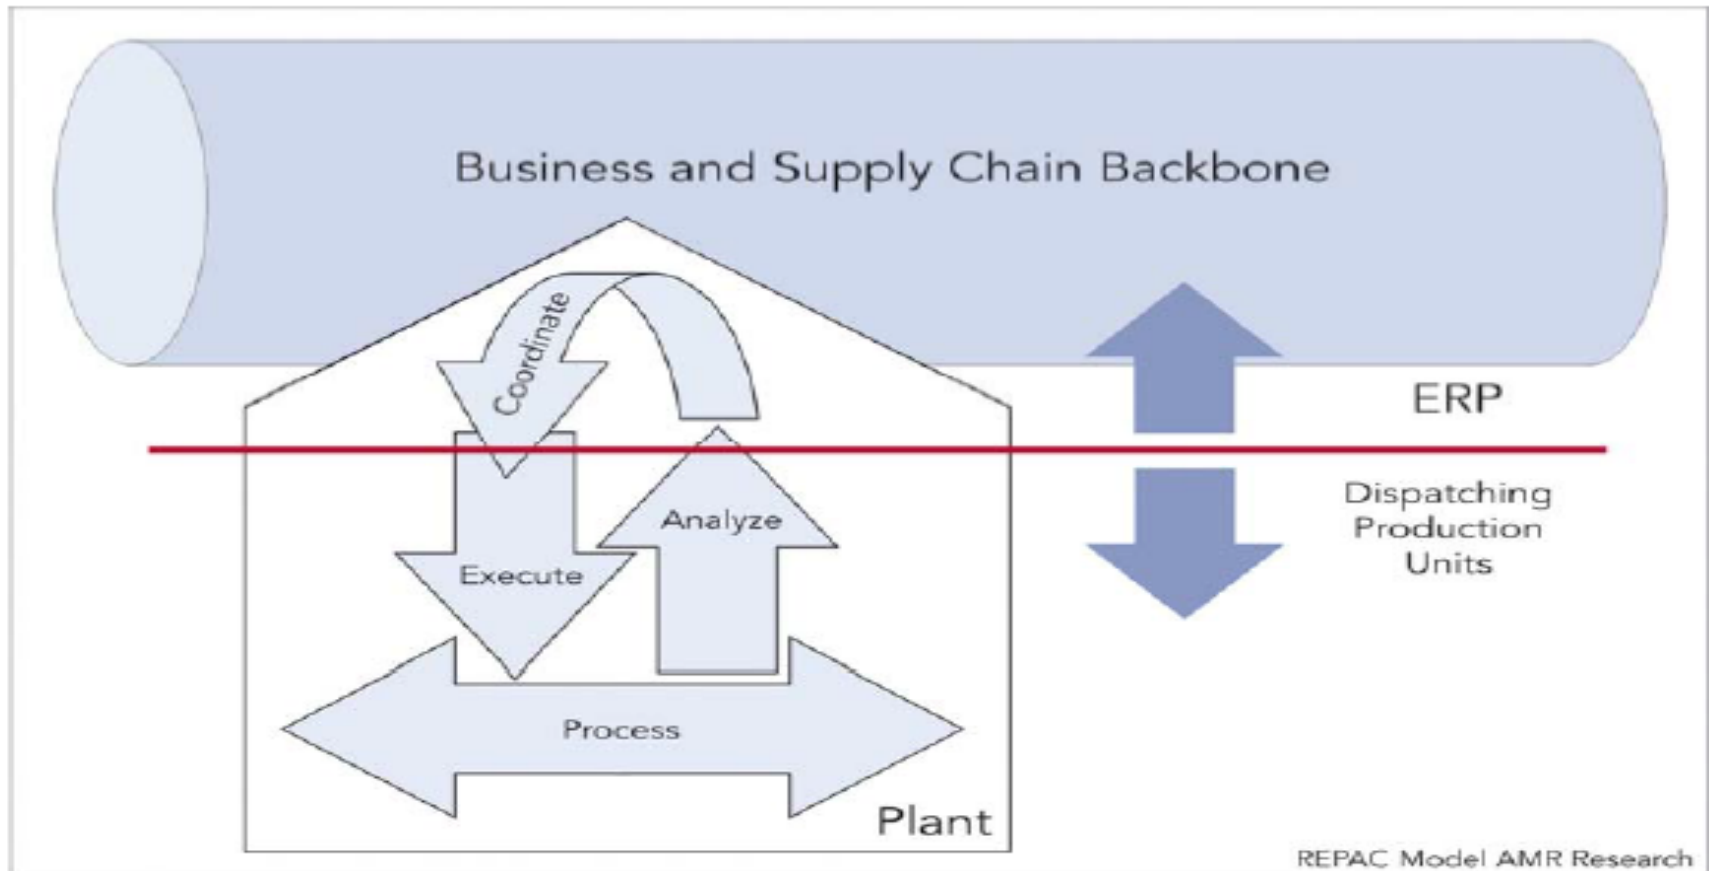 Business and Supply Chain Backbone
Coordinate
ERP
Analyze
Dispatching
Production
Units
Execute
Process
Plant
REPAC Model AMR Research